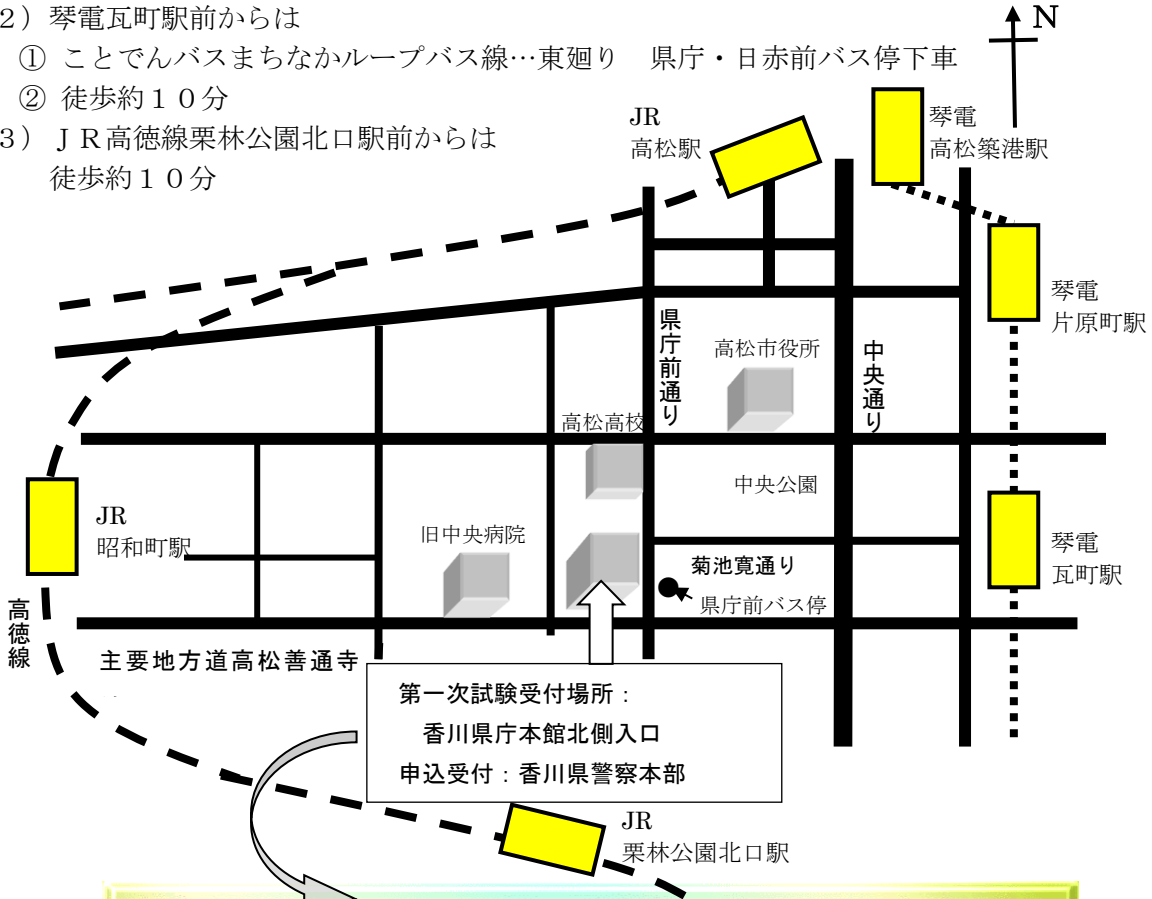 2）琴電瓦町駅前からは
① ことでんバスまちなかループバス線…東廻り　県庁・日赤前バス停下車
② 徒歩約１０分
3）ＪＲ高徳線栗林公園北口駅前からは
徒歩約１０分
N
JR
高松駅
琴電
高松築港駅
琴電
片原町駅
県庁前通り
高松市役所
中央通り
高松高校
中央公園
JR
昭和町駅
旧中央病院
菊池寛通り
県庁前バス停
琴電
瓦町駅
高徳線
主要地方道高松善通寺
第一次試験受付場所：
香川県庁本館北側入口
申込受付：香川県警察本部
JR
栗林公園北口駅